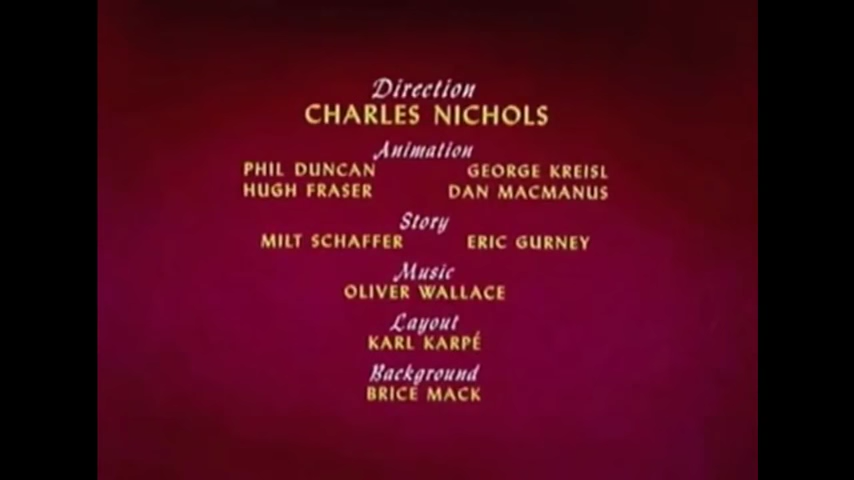 Direction
CHARLES NICHOLS
Animation
PHIL DUNCAN GEORGE KREISL
HUGH FRASER DAN MACMANUS
Story
MILT SCHAFFER ERIC GURNEY
Music
OLIVER WALLACE
Layout
KARL KARPÉ
Background
BRICE MACK